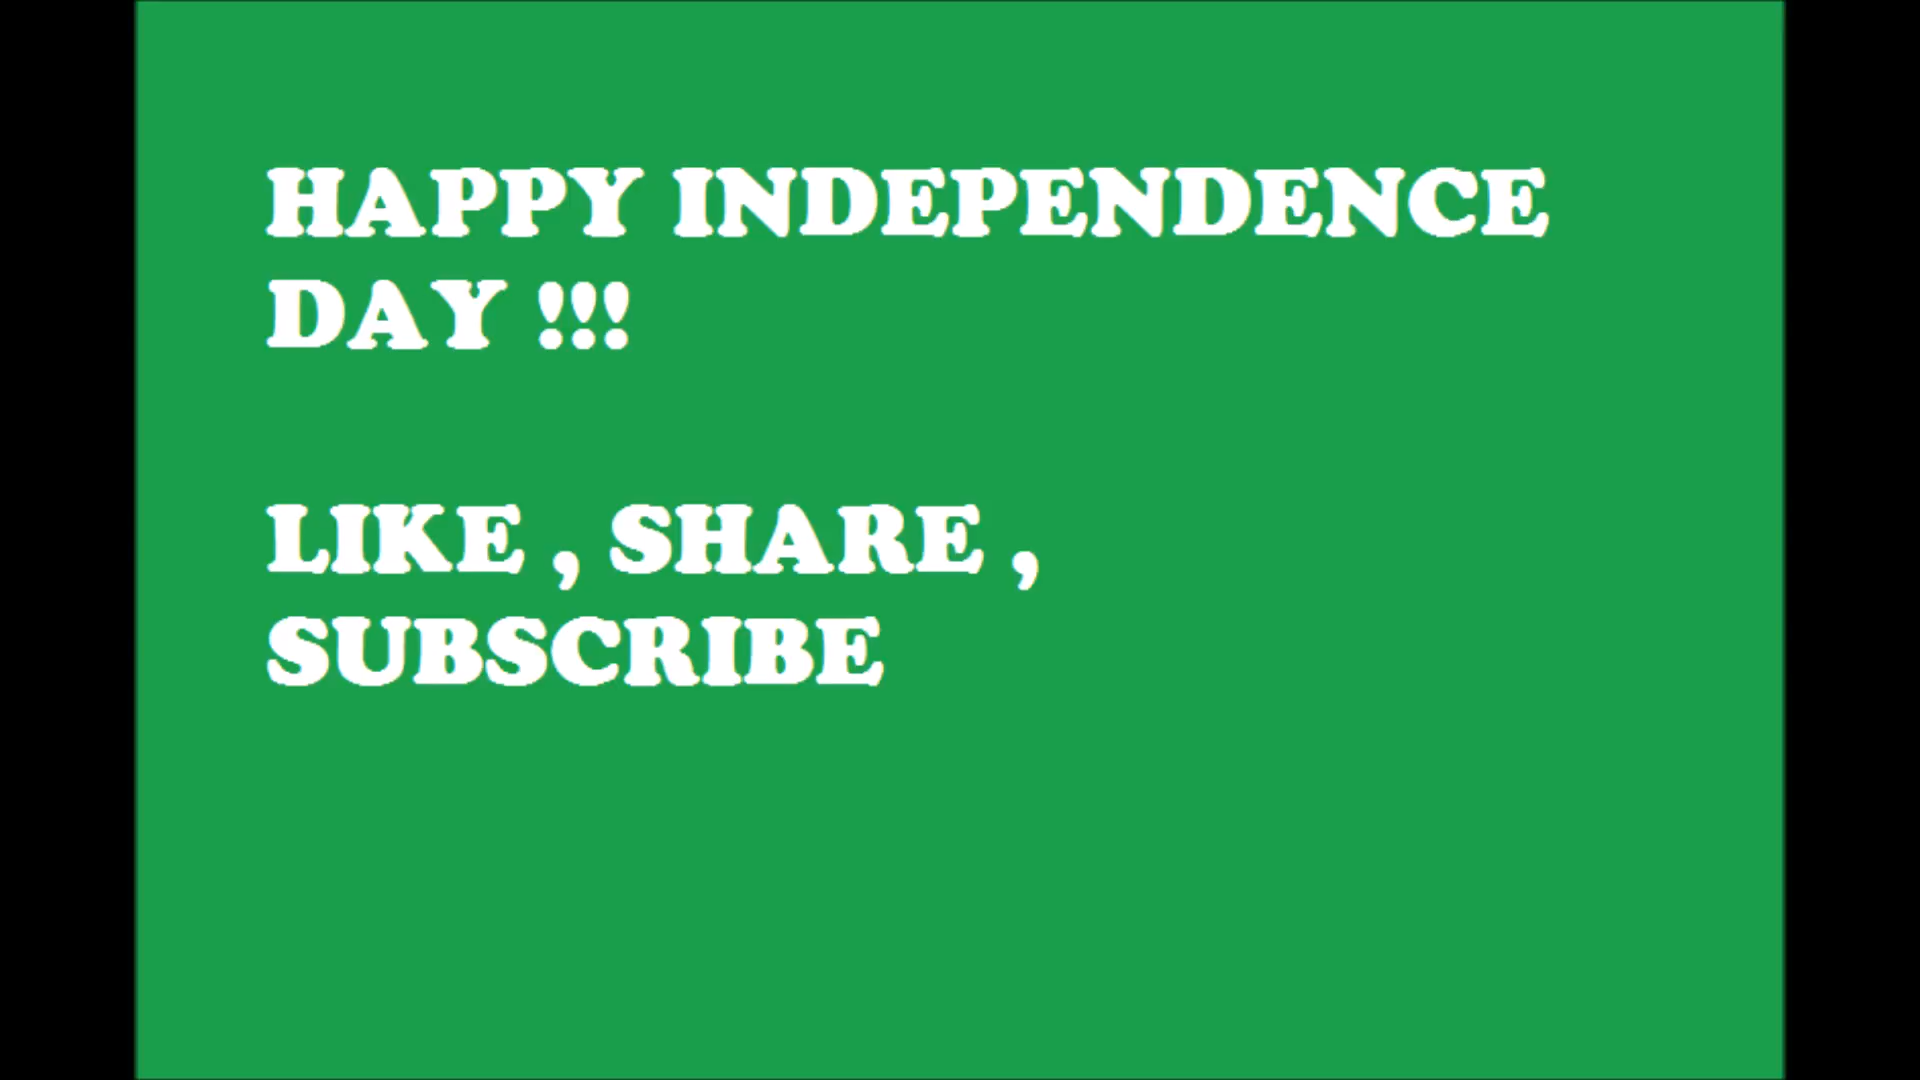 HAPPY INDEPENDENCE
DAY !!!
LIKE , SHARE ,
SUBSCRIBE